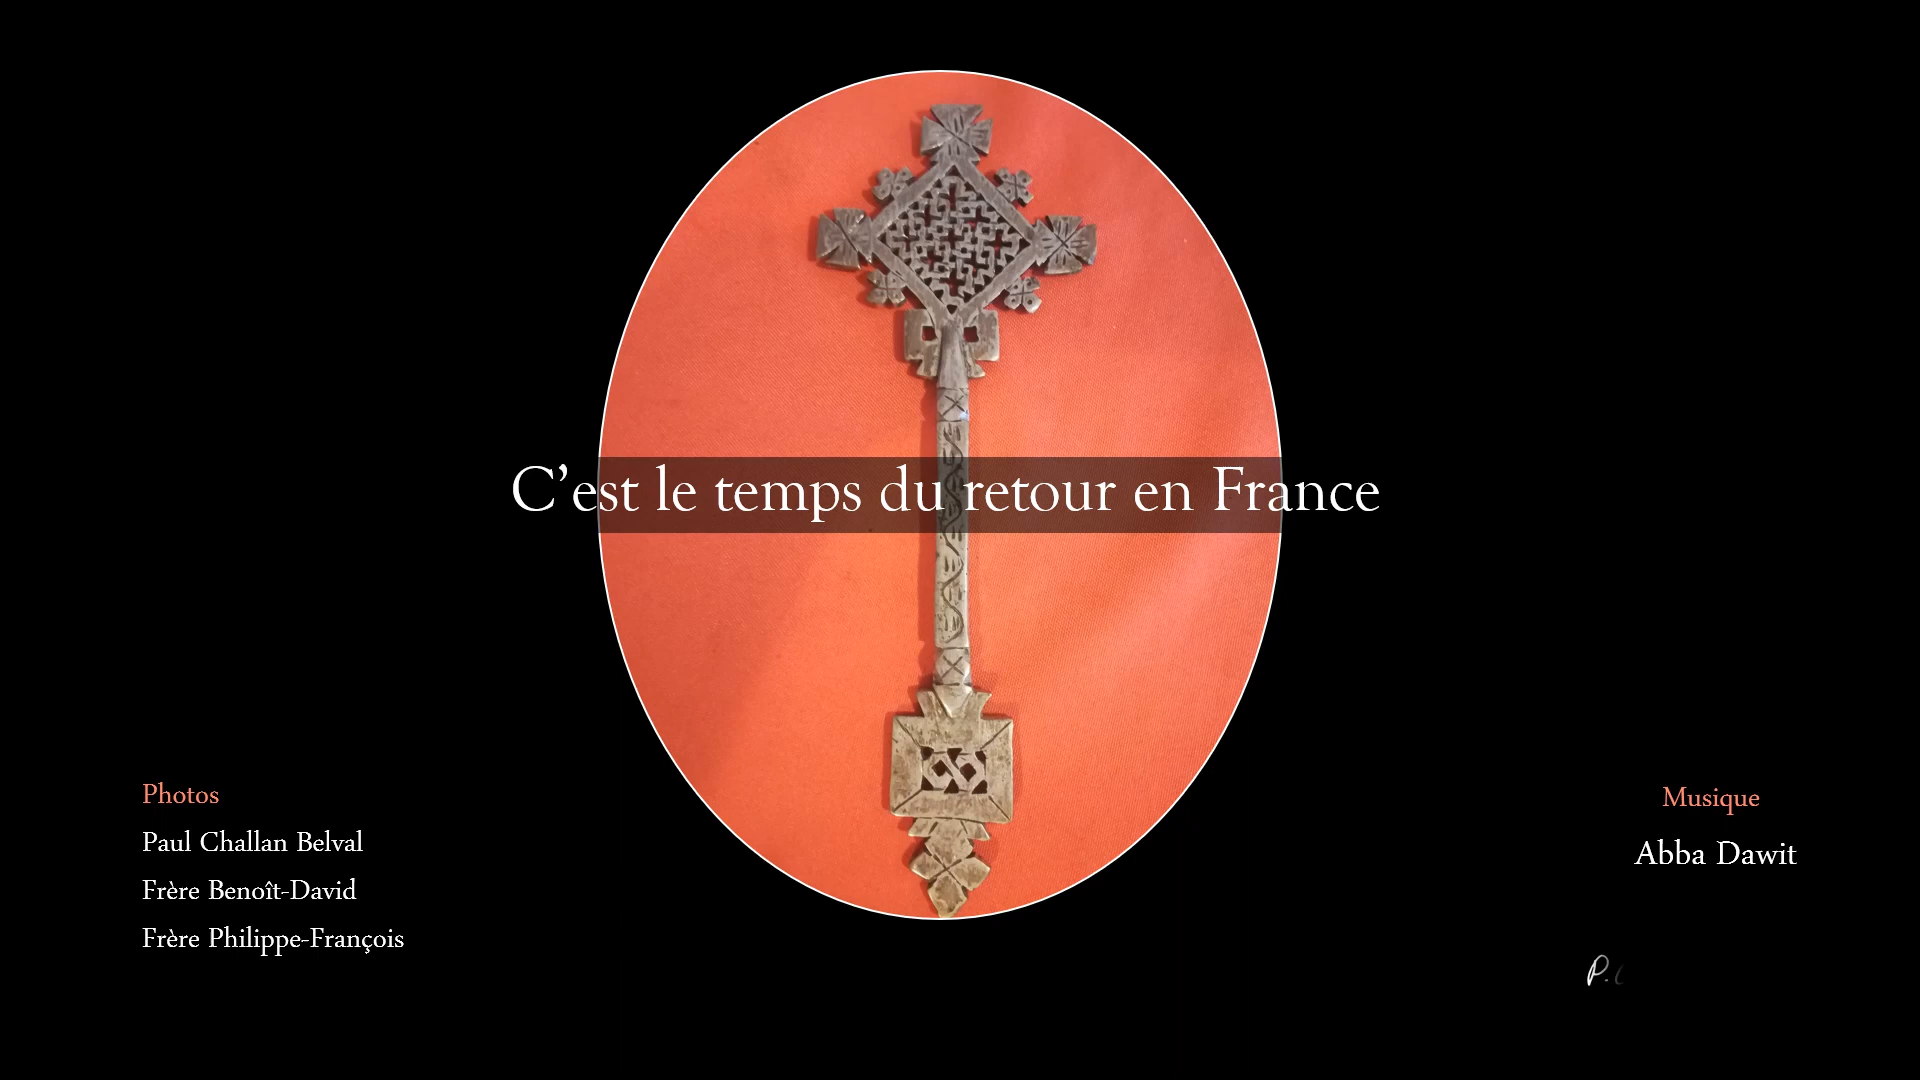 C’est le temps du retour en France
Photos
Paul Challan Belval
Frère Benoît-David
Frère Philippe-François
Musique
Abba Dawit
P.